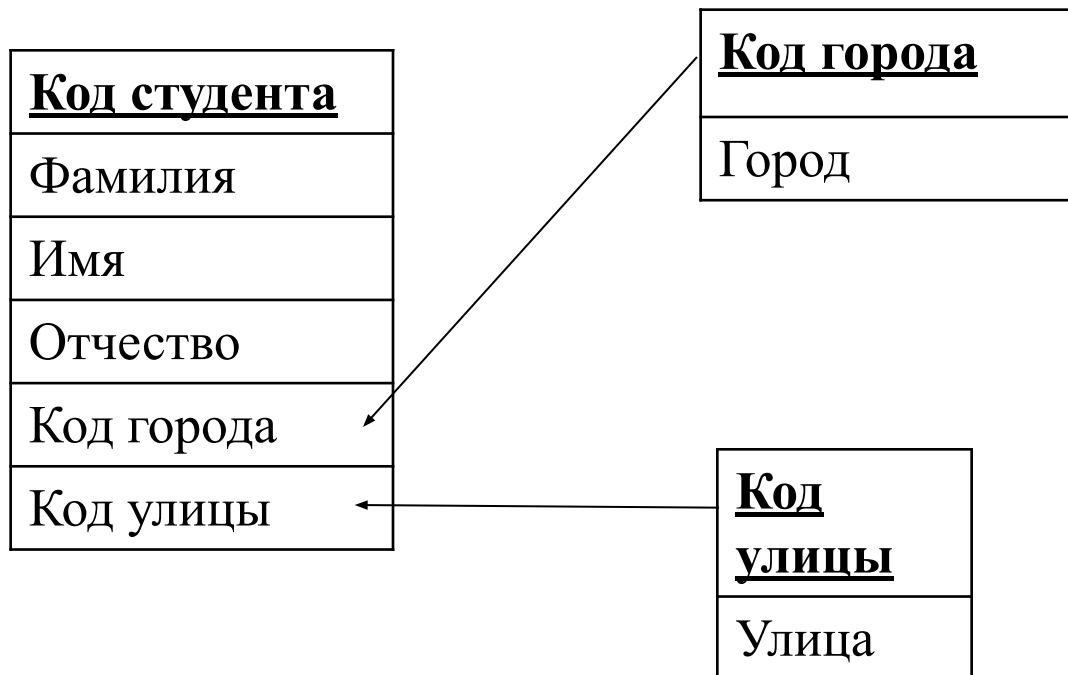 Код студента
Фамилия
Имя
Отчество
Код города
Код улицы
Код города
Город
Код
улицы
Улица